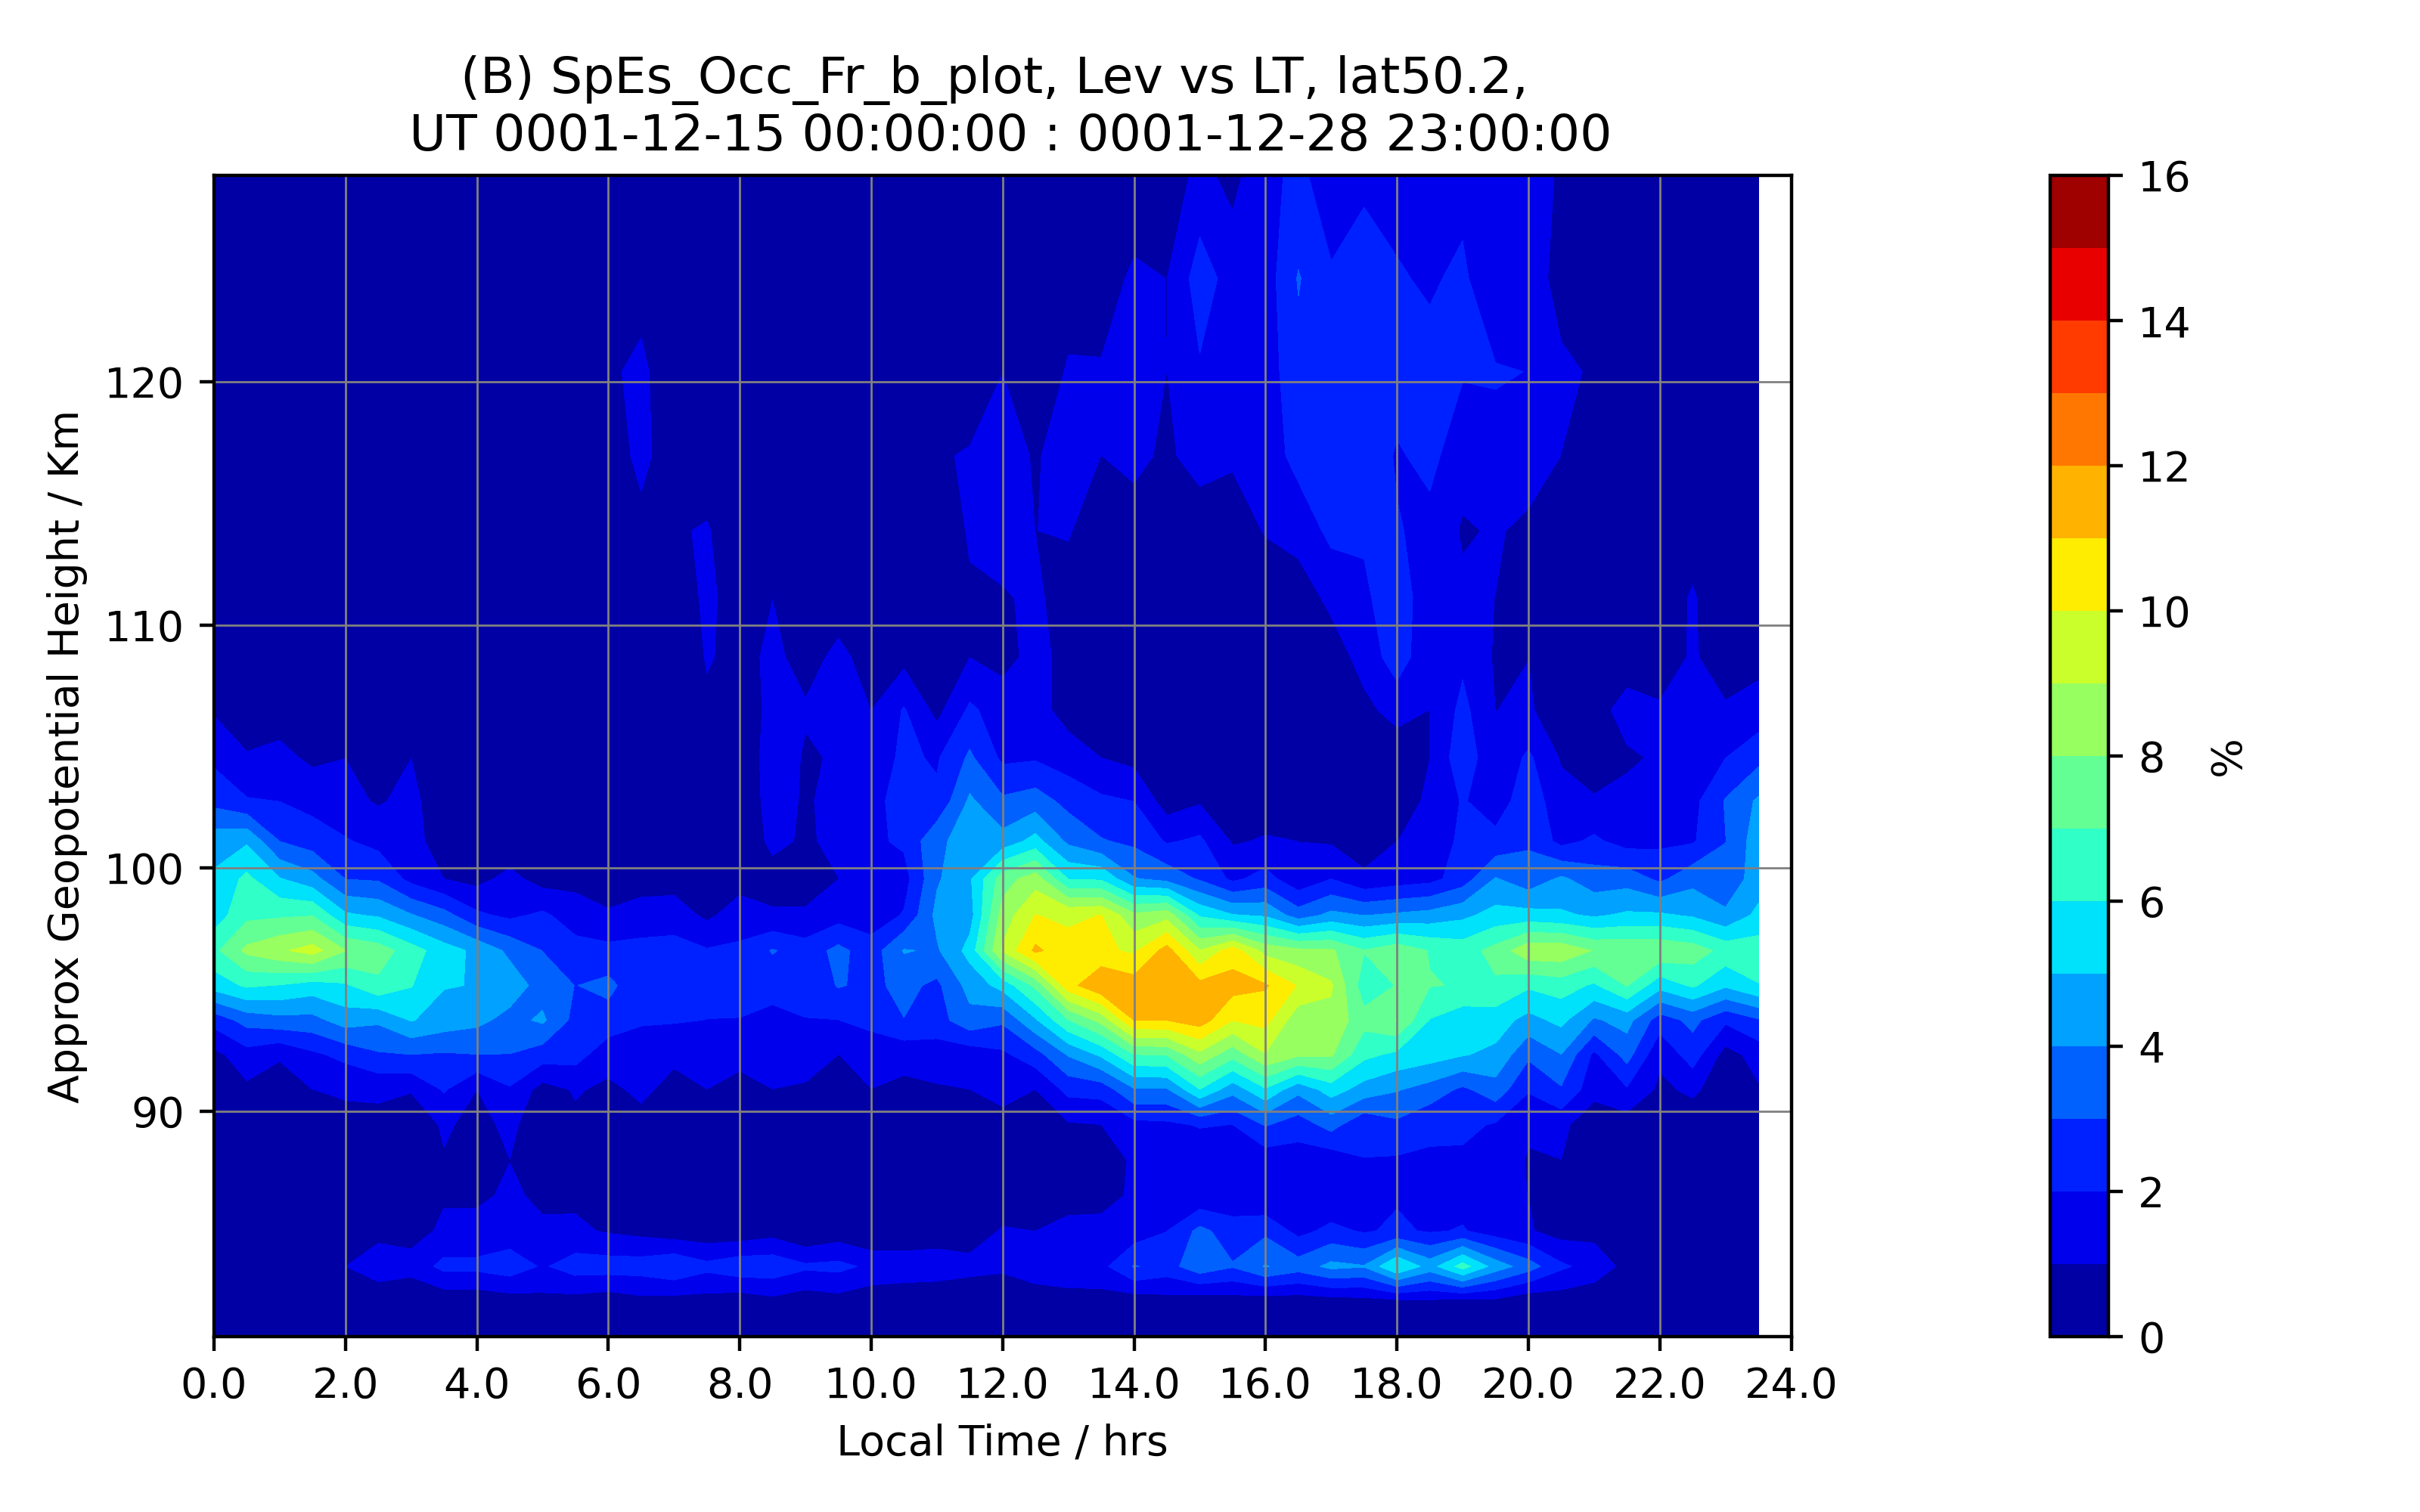 (B) SpEs_Occ_Fr_b_plot, Lev vs LT, lat50.2,
UT 0001-12-15 00:00:00 : 0001-12-28 23:00:00
Approx Geopotential Height / Km
120
110
100
90
0.0 2.0 4.0 6.0 8.0 10.0 12.0 14.0 16.0 18.0 20.0 22.0 24.0
Local Time / hrs
16
14
12
10
8
6
4
2
0
%